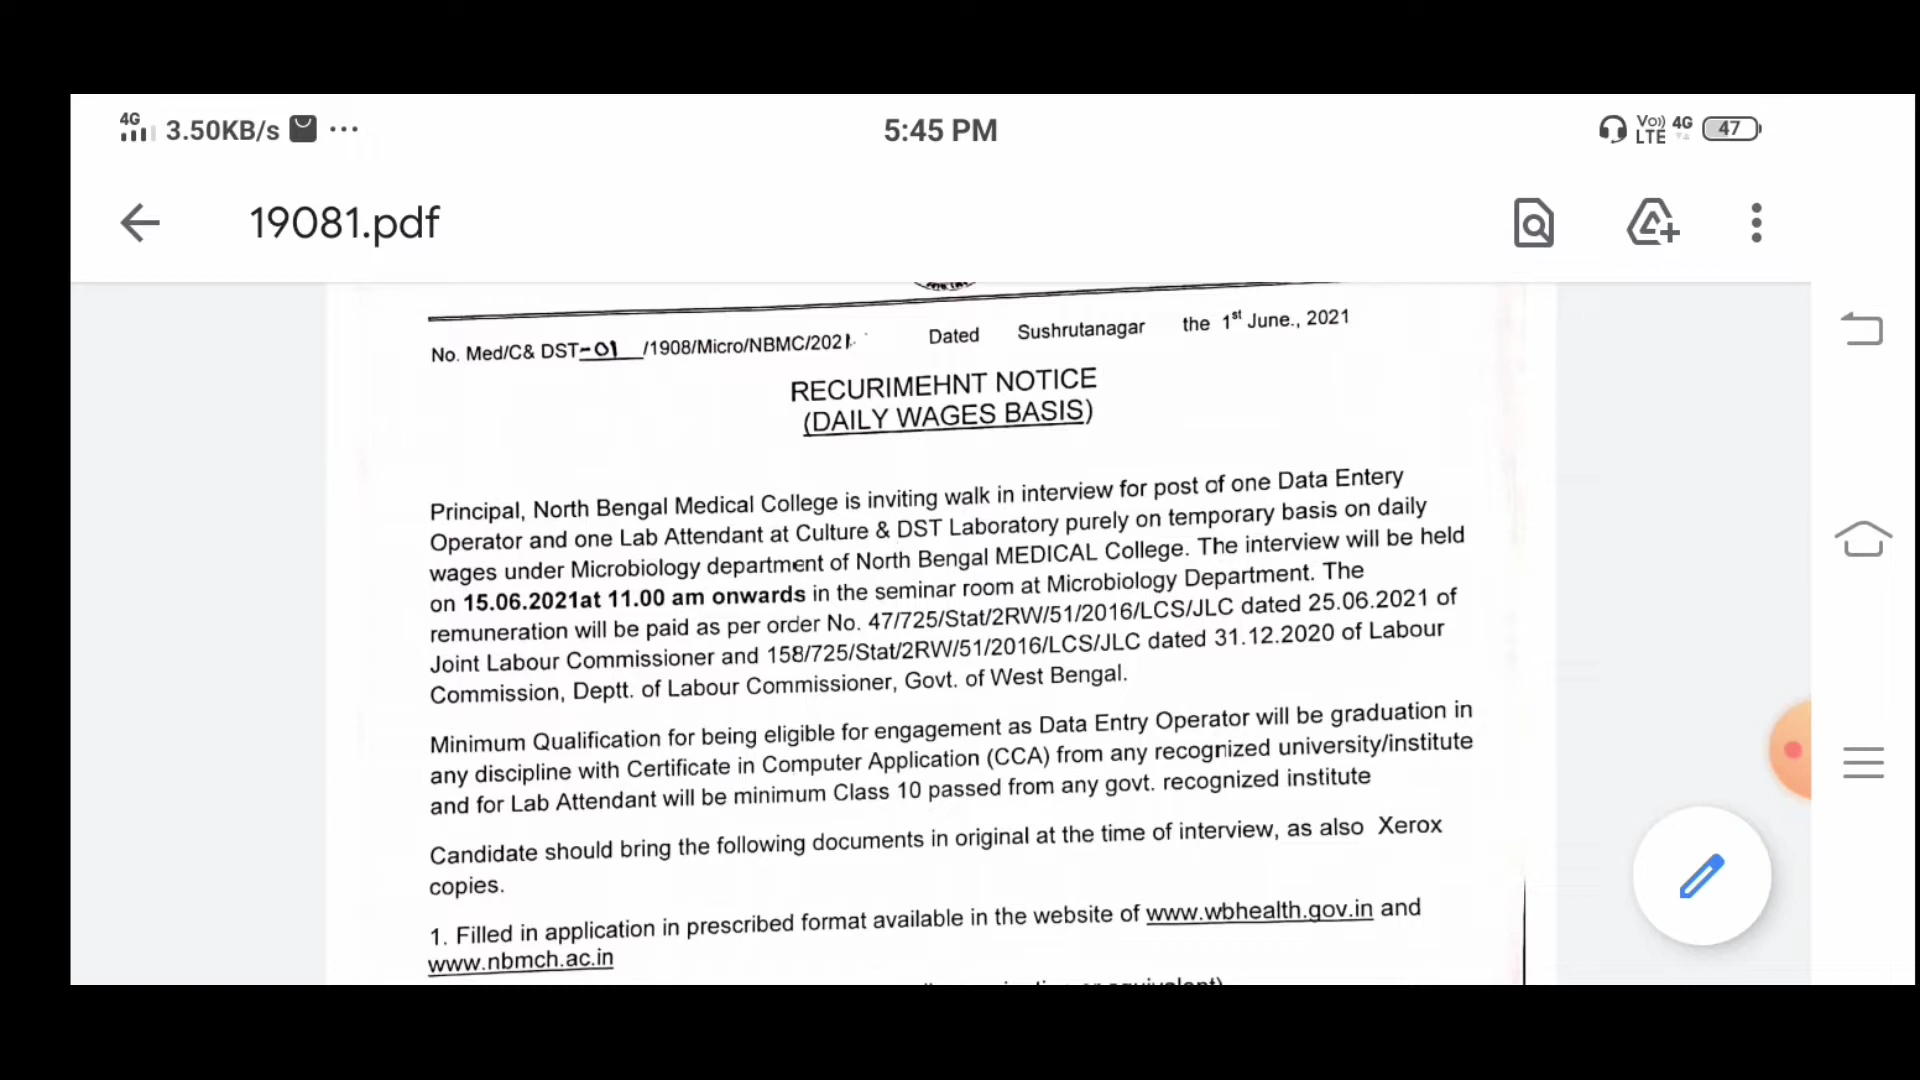 4G 3.50KB/s ... 5:45 PM Vo)) LTE 4G 47
19081.pdf
No. Med/C& DST-01 /1908/Micro/NBMC/2021. Dated Sushrutanagar the 1st June., 2021
RECURIMEHNT NOTICE
(DAILY WAGES BASIS)
Principal, North Bengal Medical College is inviting walk in interview for post of one Data Entery
Operator and one Lab Attendant at Culture & DST Laboratory purely on temporary basis on daily
wages under Microbiology department of North Bengal MEDICAL College. The interview will be held
on 15.06.2021at 11.00 am onwards in the seminar room at Microbiology Department. The
remuneration will be paid as per order No. 47/725/Stat/2RW/51/2016/LCS/JLC dated 25.06.2021 of
Joint Labour Commissioner and 158/725/Stat/2RW/51/2016/LCS/JLC dated 31.12.2020 of Labour
Commission, Deptt. of Labour Commissioner, Govt. of West Bengal.
Minimum Qualification for being eligible for engagement as Data Entry Operator will be graduation in
any discipline with Certificate in Computer Application (CCA) from any recognized university/institute
and for Lab Attendant will be minimum Class 10 passed from any govt. recognized institute
Candidate should bring the following documents in original at the time of interview, as also Xerox
copies.
1. Filled in application in prescribed format available in the website of www.wbhealth.gov.in and
www.nbmch.ac.in